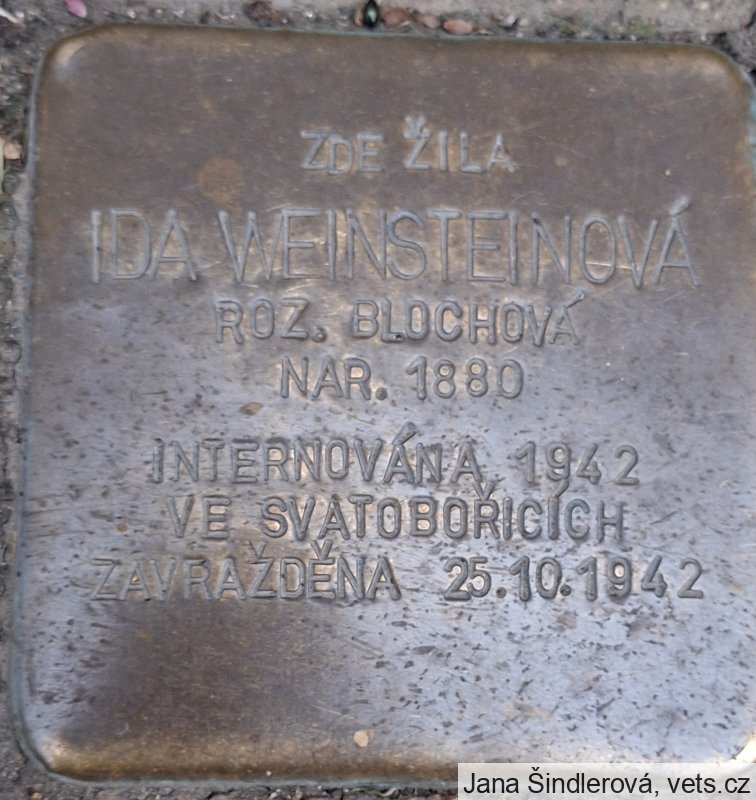 ZDE ŽILA
IDA WEINSTEINOVÁ
ROZ. BLOCHOVÁ
NAR. 1880
INTERNOVÁNA 1942
VE SVATOBOŘICÍCH
ZAVRAŽDĚNA 25.10.1942
Jana Šindlerová, vets.cz